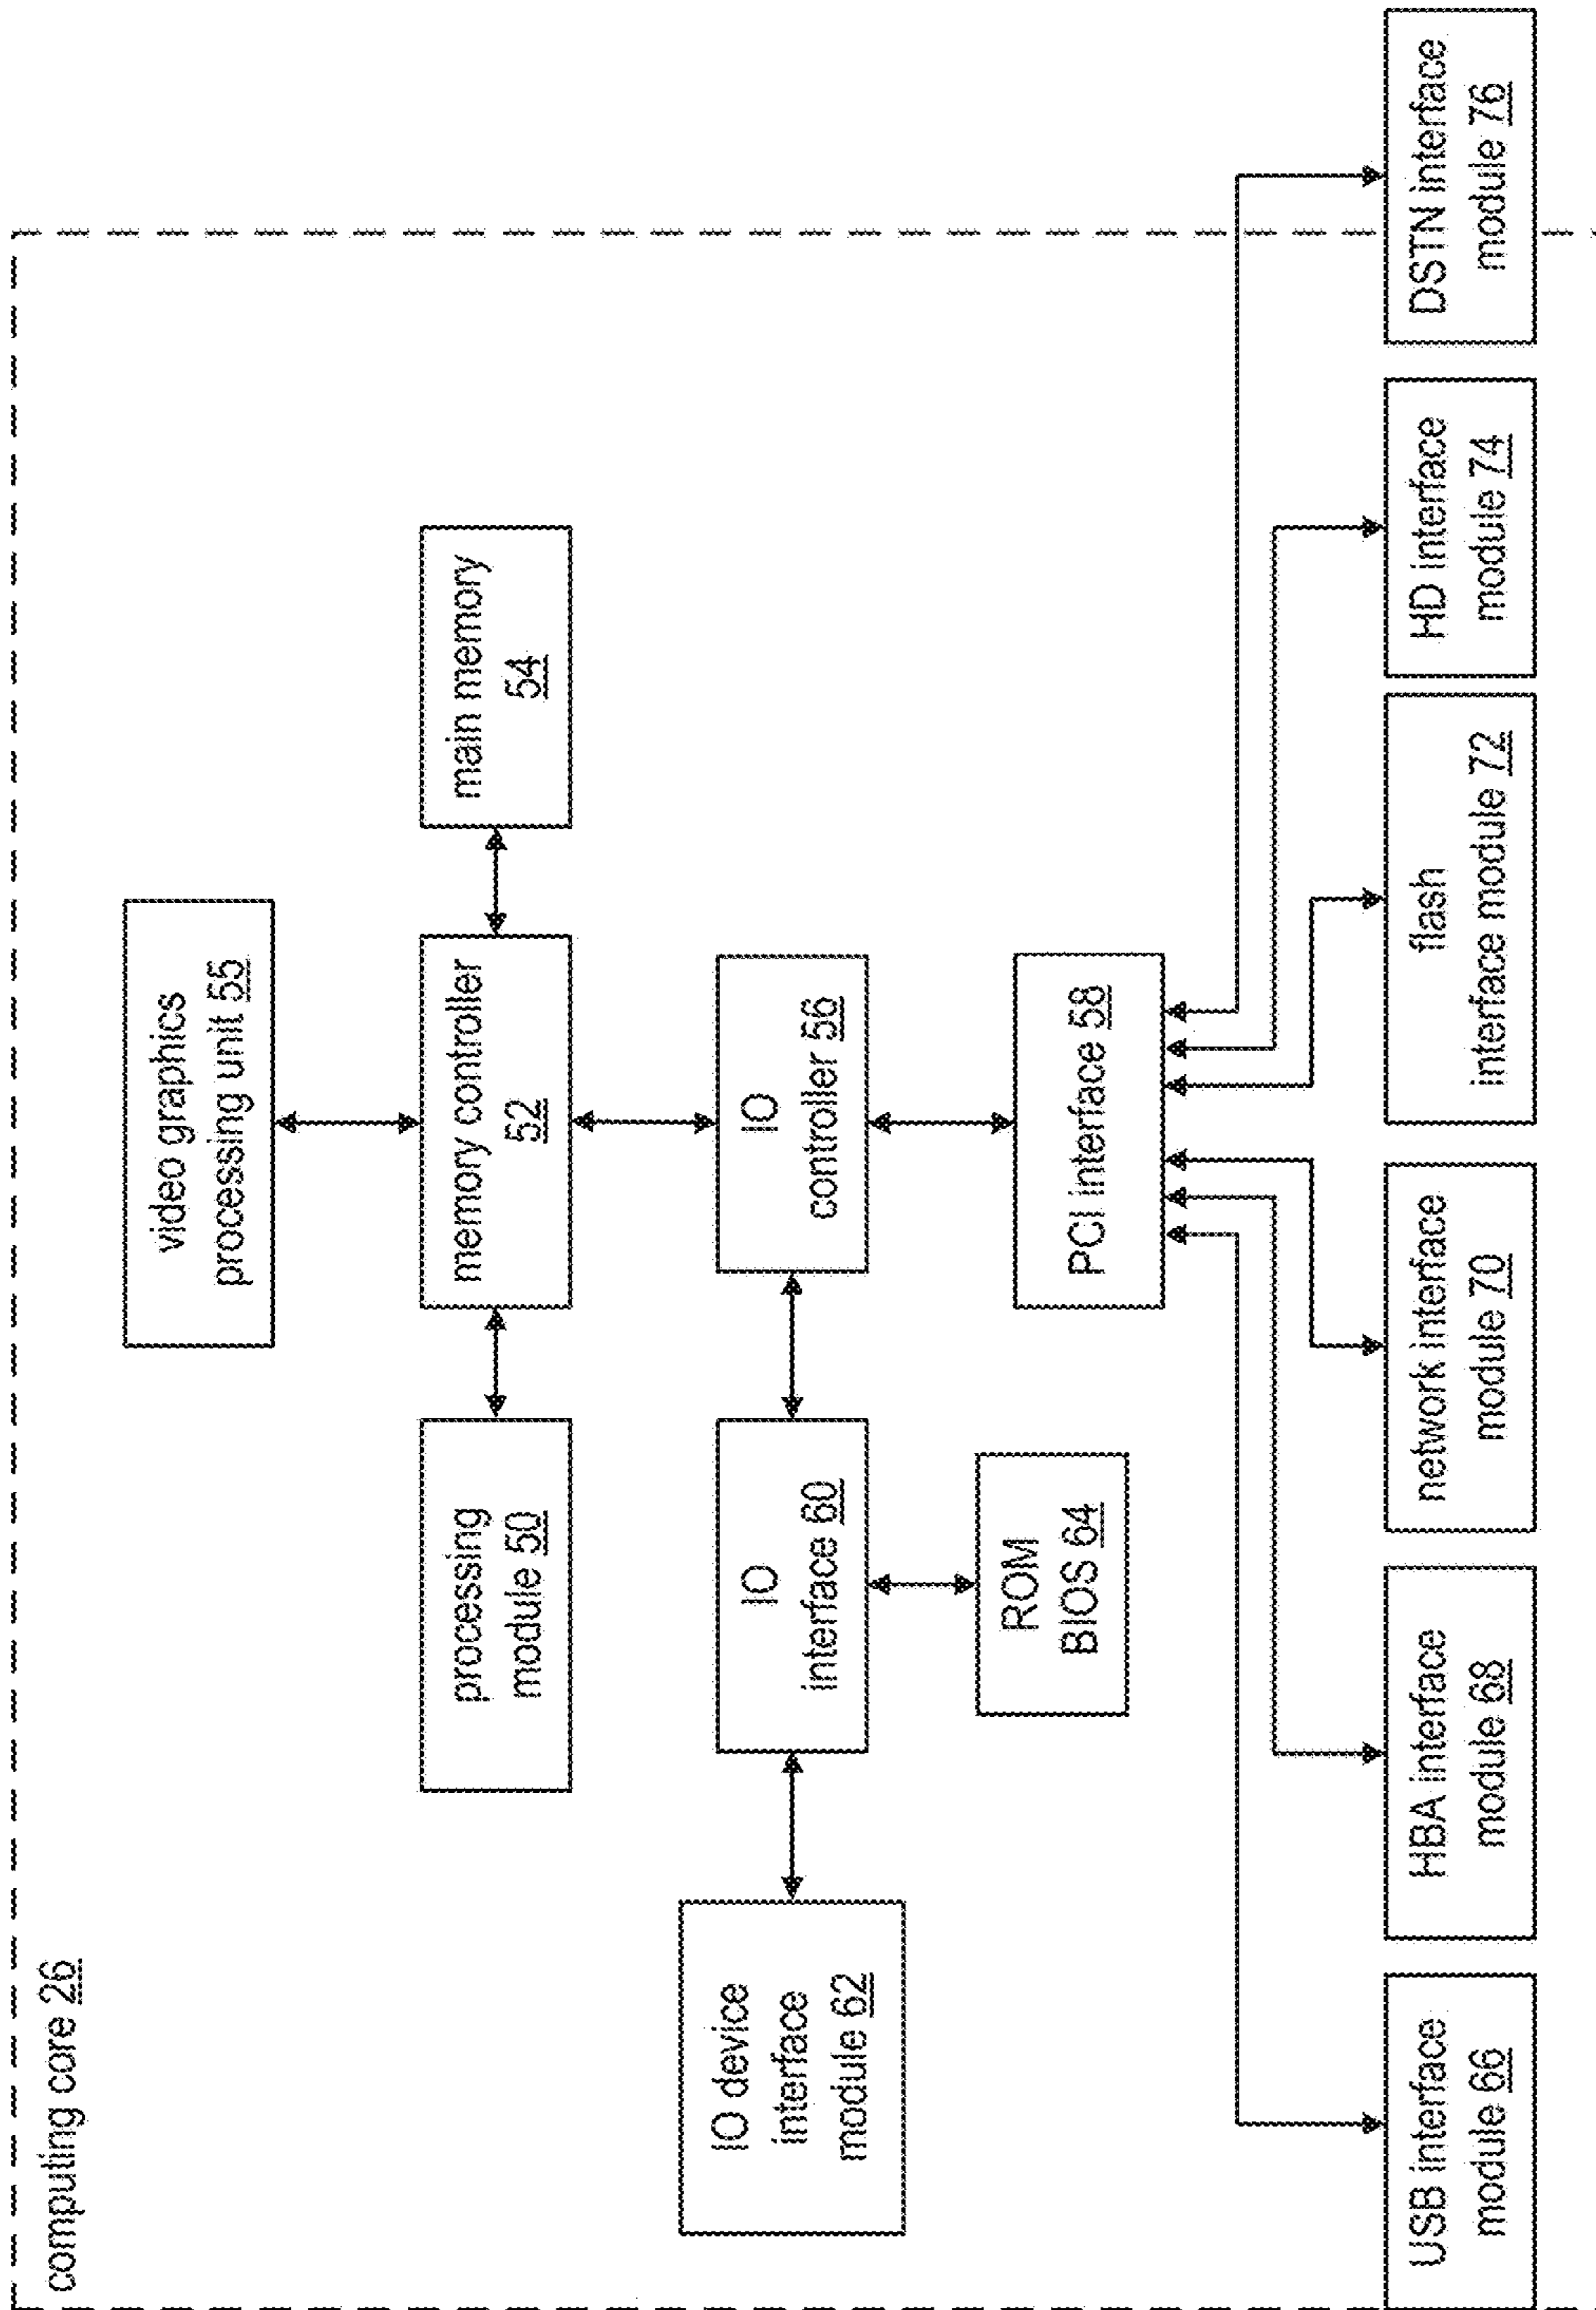 computing core 26
video graphics
processing unit 55
processing
module 50
memory controller
52
main memory
54
IO device
interface
module 62
IO
interface 60
IO
controller 56
ROM
BIOS 64
PCI interface 58
USB interface
module 66
HBA interface
module 68
network interface
module 70
flash
interface module 72
HD interface
module 74
DSTN interface
module 76